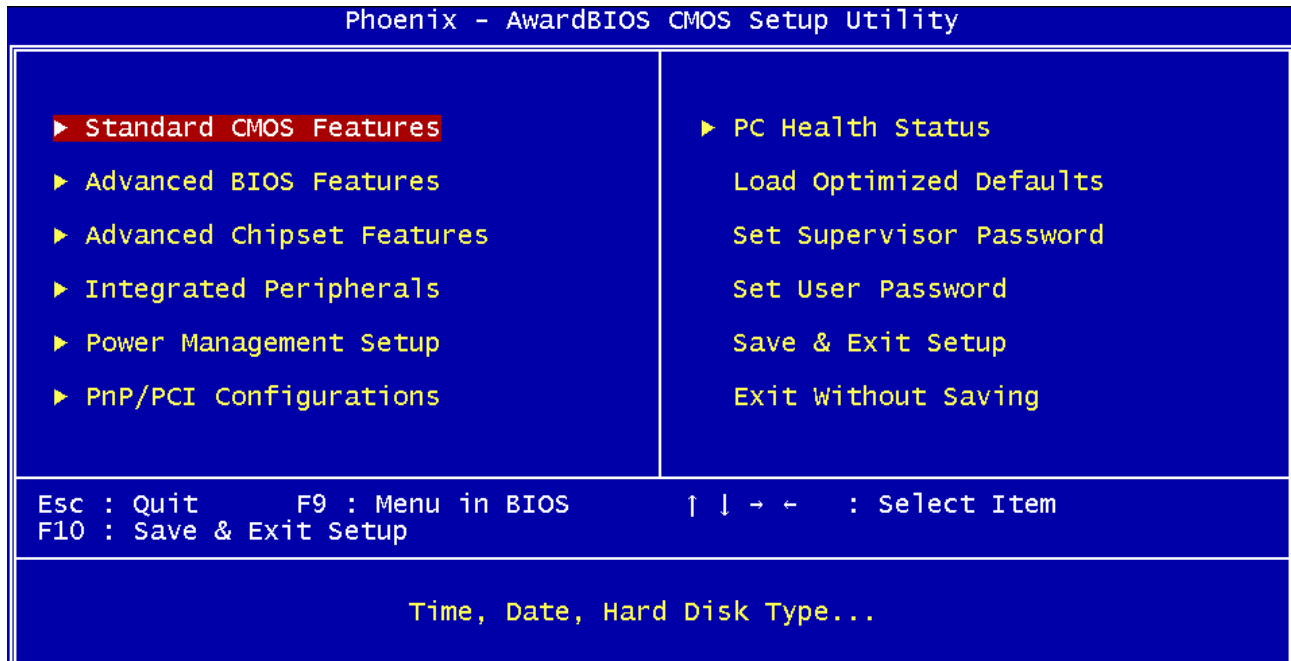 Phoenix - AwardBIOS CMOS Setup Utility
▶ Standard CMOS Features
▶ Advanced BIOS Features
▶ Advanced Chipset Features
▶ Integrated Peripherals
▶ Power Management Setup
▶ PnP/PCI Configurations
▶ PC Health Status
Load Optimized Defaults
Set Supervisor Password
Set User Password
Save & Exit Setup
Exit Without Saving
Esc : Quit F9 : Menu in BIOS ↑ ↓ → ← : Select Item
F10 : Save & Exit Setup
Time, Date, Hard Disk Type...